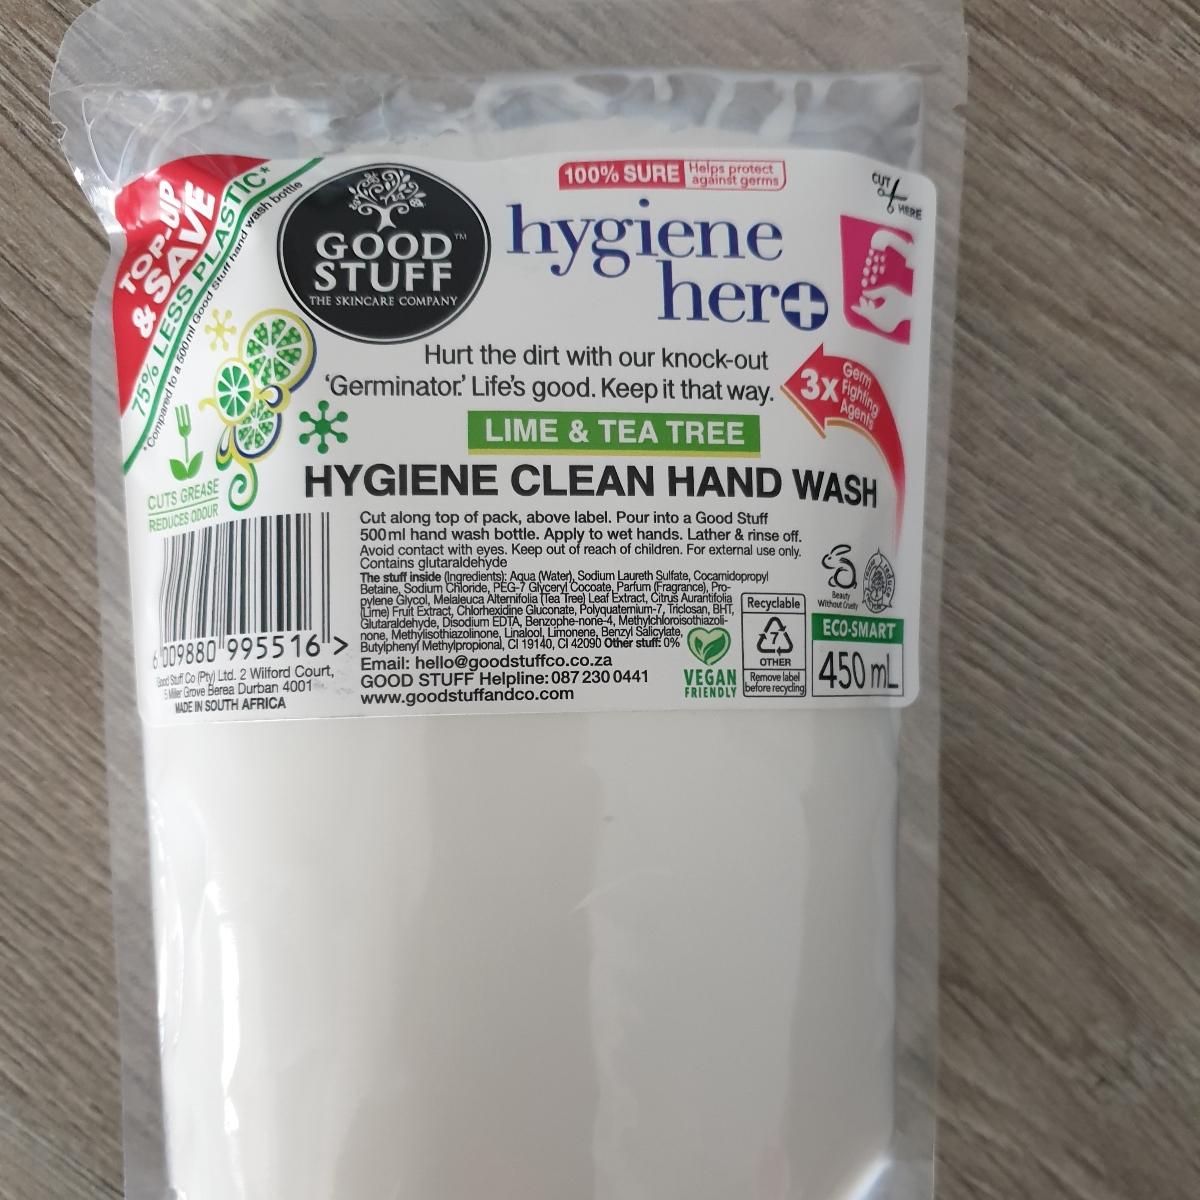 TOP-UP
& SAVE
75% LESS PLASTIC*
*Compared to a 500ml Good Stuff hand wash bottle
GOOD
STUFF™
THE SKINCARE COMPANY
100% SURE Helps protect
against germs
CUT
HERE
hygiene
hero
Hurt the dirt with our knock-out
‘Germinator.’ Life's good. Keep it that way.
3x Germ
Fighting
Agents
LIME & TEA TREE
HYGIENE CLEAN HAND WASH
CUTS GREASE
REDUCES ODOUR
Cut along top of pack, above label. Pour into a Good Stuff
500ml hand wash bottle. Apply to wet hands. Lather & rinse off.
Avoid contact with eyes. Keep out of reach of children. For external use only.
Contains glutaraldehyde
The stuff inside (Ingredients): Aqua (Water), Sodium Laureth Sulfate, Cocamidopropyl
Betaine, Sodium Chloride, PEG-7 Glyceryl Cocoate, Parfum (Fragrance), Pro-
pylene Glycol, Melaleuca Alternifolia (Tea Tree) Leaf Extract, Citrus Aurantifolia
(Lime) Fruit Extract, Chlorhexidine Gluconate, Polyquaternium-7, Triclosan, BHT,
Glutaraldehyde, Disodium EDTA, Benzophe-none-4, Methylchloroisothiazoli-
none, Methylisothiazolinone, Linalool, Limonene, Benzyl Salicylate,
Butylphenyl Methylpropional, CI 19140, CI 42090 Other stuff: 0%
Email: hello@goodstuffco.co.za
GOOD STUFF Helpline: 087 230 0441
www.goodstuffandco.com
6 009880 995516 >
Good Stuff Co (Pty) Ltd. 2 Wilford Court,
5 Miller Grove Berea Durban 4001
MADE IN SOUTH AFRICA
VEGAN
FRIENDLY
Recyclable
7
OTHER
Remove label
before recycling
Beauty
Without Cruelty
reduce
ECO-SMART
450 mL